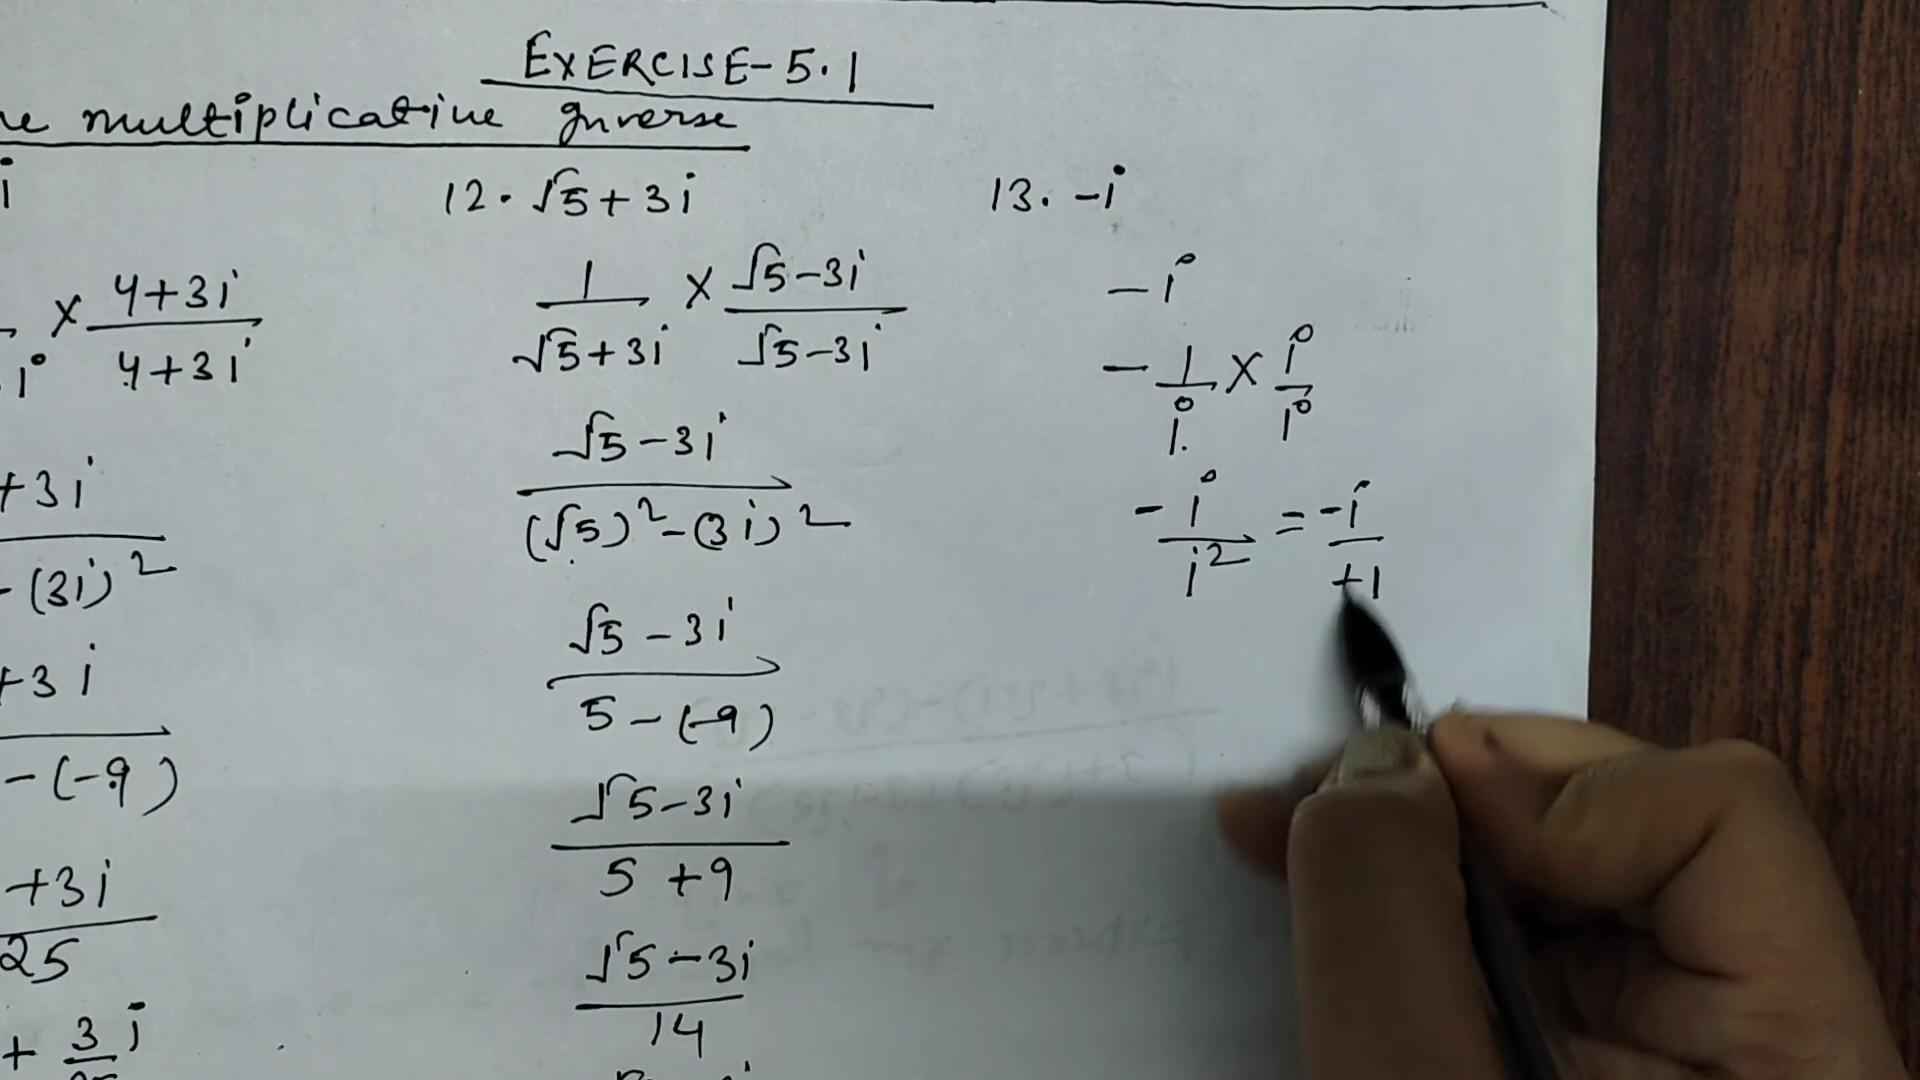 EXERCISE-5.1
multiplicative Inverse
i
× 4+3i / 4+3i
i
+3i
-(3i)²
+3i
-(-9)
+3i
25
+ 3 i
12. √5+3i
1 / √5+3i × √5-3i / √5-3i
√5-3i
(√5)²-(3i)²
√5-3i
5-(-9)
√5-3i
5+9
√5-3i
14
13. -i
-i
- 1/i × i/i
-i / i² = -i / +1